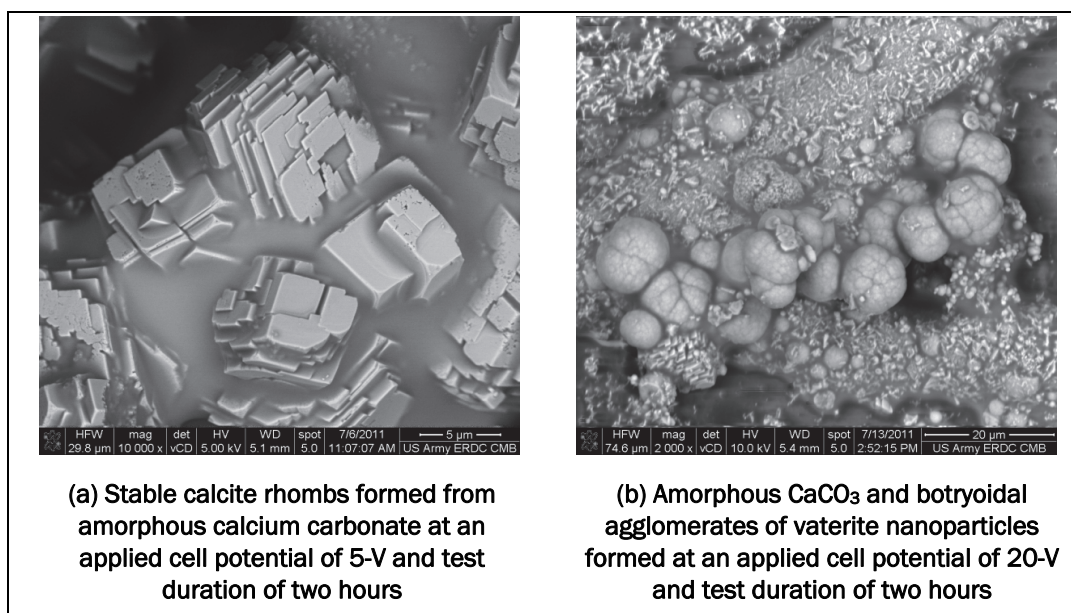 HFW mag det HV WD spot 7/6/2011 5 µm
29.8 µm 10 000 x vCD 5.00 kV 5.1 mm 5.0 11:07:07 AM US Army ERDC CMB
HFW mag det HV WD spot 7/13/2011 20 µm
74.6 µm 2 000 x vCD 10.0 kV 5.4 mm 5.0 2:52:15 PM US Army ERDC CMB
(a) Stable calcite rhombs formed from
amorphous calcium carbonate at an
applied cell potential of 5-V and test
duration of two hours
(b) Amorphous CaCO₃ and botryoidal
agglomerates of vaterite nanoparticles
formed at an applied cell potential of 20-V
and test duration of two hours